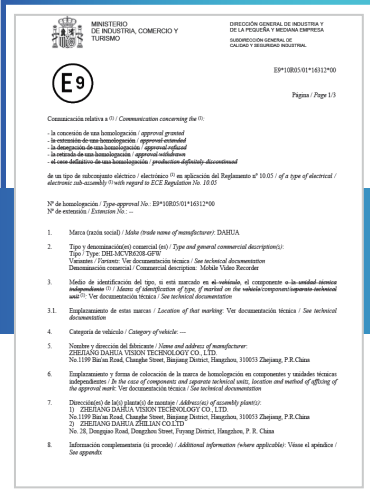 MINISTERIO
DE INDUSTRIA, COMERCIO Y
TURISMO
DIRECCIÓN GENERAL DE INDUSTRIA Y
DE LA PEQUEÑA Y MEDIANA EMPRESA
SUBDIRECCIÓN GENERAL DE
CALIDAD Y SEGURIDAD INDUSTRIAL
E9
E9*10R05/01*16312*00
Página / Page 1/3
Comunicación relativa a (1) / Communication concerning the (1):
- la concesión de una homologación / approval granted
- la extensión de una homologación / approval extended
- la denegación de una homologación / approval refused
- la retirada de una homologación / approval withdrawn
- el cese definitivo de una homologación / production definitely discontinued
de un tipo de subconjunto eléctrico / electrónico (1) en aplicación del Reglamento nº 10.05 / of a type of electrical /
electronic sub-assembly (1) with regard to ECE Regulation No. 10.05
Nº de homologación / Type-approval No.: E9*10R05/01*16312*00
Nº de extensión / Extension No.: --
1. Marca (razón social) / Make (trade name of manufacturer): DAHUA
2. Tipo y denominación(es) comercial (es) / Type and general commercial description(s):
Tipo / Type: DHI-MCVR6208-GFW
Variantes / Variants: Ver documentación técnica / See technical documentation
Denominación comercial / Commercial description: Mobile Video Recorder
3. Medio de identificación del tipo, si está marcado en el vehículo, el componente o la unidad técnica
independiente (1) / Means of identification of type, if marked on the vehicle/component/separate technical
unit (1): Ver documentación técnica / See technical documentation
3.1. Emplazamiento de estas marcas / Location of that marking: Ver documentación técnica / See technical
documentation
4. Categoría de vehículo / Category of vehicle: ---
5. Nombre y dirección del fabricante / Name and address of manufacturer:
ZHEJIANG DAHUA VISION TECHNOLOGY CO., LTD.
No.1199 Bin'an Road, Changhe Street, Binjiang District, Hangzhou, 310053 Zhejiang, P.R.China
6. Emplazamiento y forma de colocación de la marca de homologación en componentes y unidades técnicas
independientes / In the case of components and separate technical units, location and method of affixing of
the approval mark: Ver documentación técnica / See technical documentation
7. Dirección(es) de la(s) planta(s) de montaje / Address(es) of assembly plant(s):
1) ZHEJIANG DAHUA VISION TECHNOLOGY CO., LTD.
No.1199 Bin'an Road, Changhe Street, Binjiang District, Hangzhou, 310053 Zhejiang, P.R.China
2) ZHEJIANG DAHUA ZHILIAN CO.LTD
No. 28, Dongqiao Road, Dongzhou Street, Fuyang District, Hangzhou, P. R. China
8. Información complementaria (si procede) / Additional information (where applicable): Véase el apéndice /
See appendix